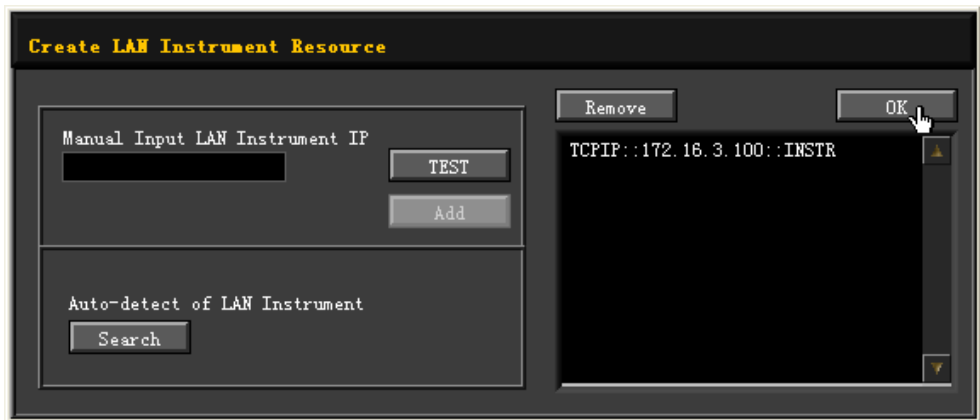 Create LAN Instrument Resource
Manual Input LAN Instrument IP
TEST
Add
Auto-detect of LAN Instrument
Search
Remove
OK
TCPIP::172.16.3.100::INSTR